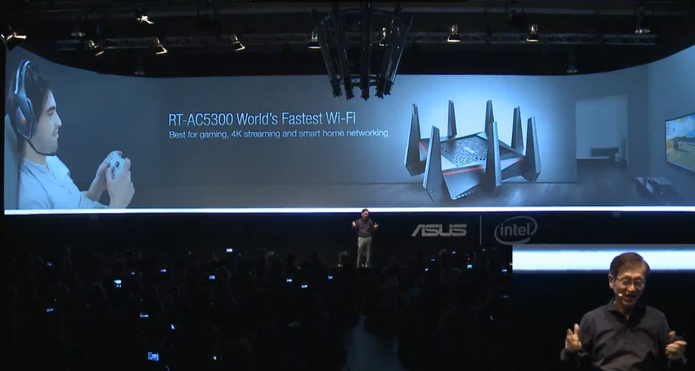 RT-AC5300 World's Fastest Wi-Fi
Best for gaming, 4K streaming and smart home networking
ASUS
intel